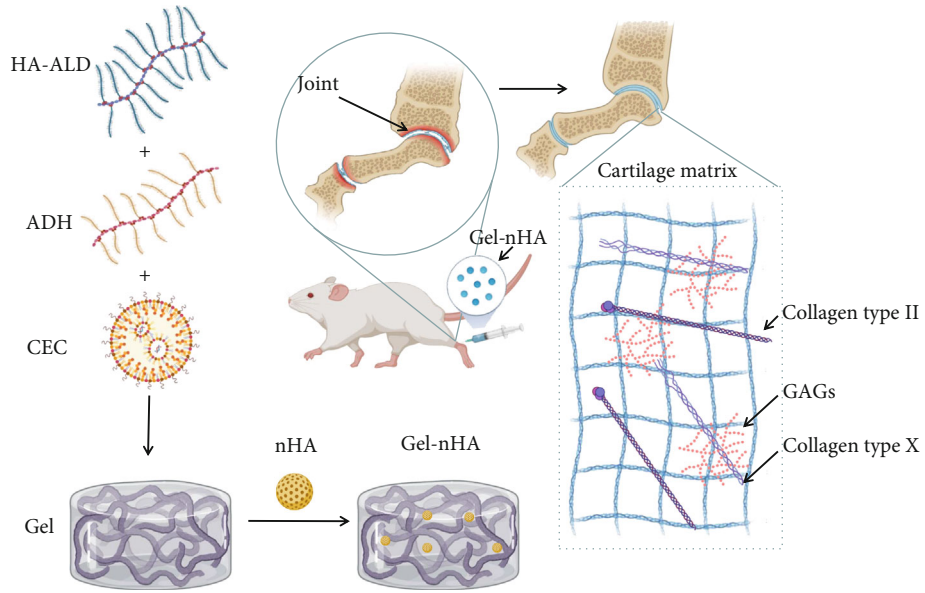 HA-ALD
+
ADH
+
CEC
Gel
nHA
Gel-nHA
Joint
Gel-nHA
Cartilage matrix
Collagen type II
GAGs
Collagen type X